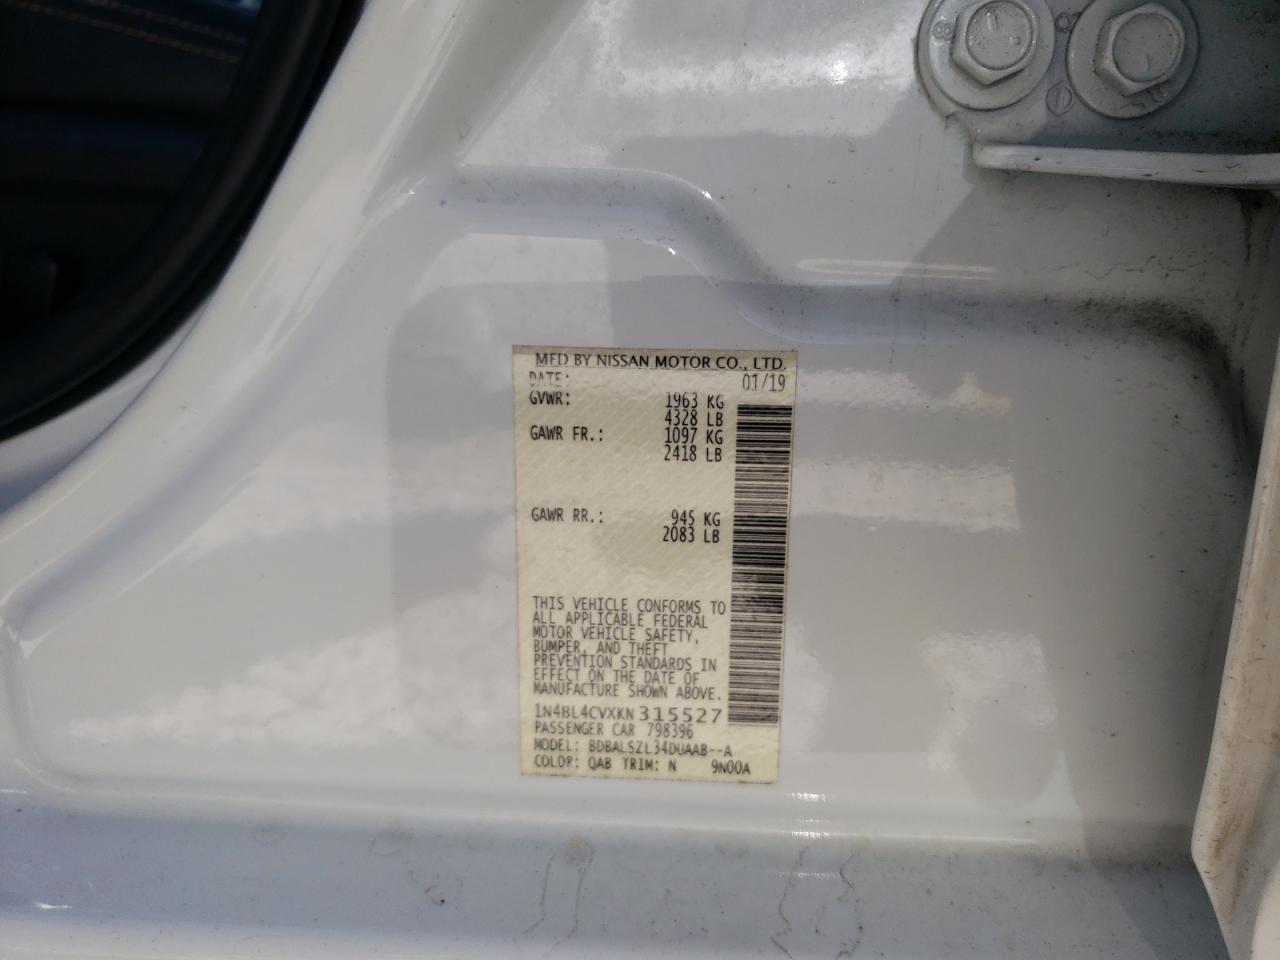 MFD BY NISSAN MOTOR CO., LTD.
DATE: 01/19
GVWR: 1963 KG
4328 LB
GAWR FR.: 1097 KG
2418 LB
GAWR RR.: 945 KG
2083 LB
THIS VEHICLE CONFORMS TO
ALL APPLICABLE FEDERAL
MOTOR VEHICLE SAFETY,
BUMPER, AND THEFT
PREVENTION STANDARDS IN
EFFECT ON THE DATE OF
MANUFACTURE SHOWN ABOVE.
1N4BL4CVXKN315527
PASSENGER CAR 798396
MODEL: BDBALSZL34DUAAB--A
COLOR: QAB TRIM: N 9N00A